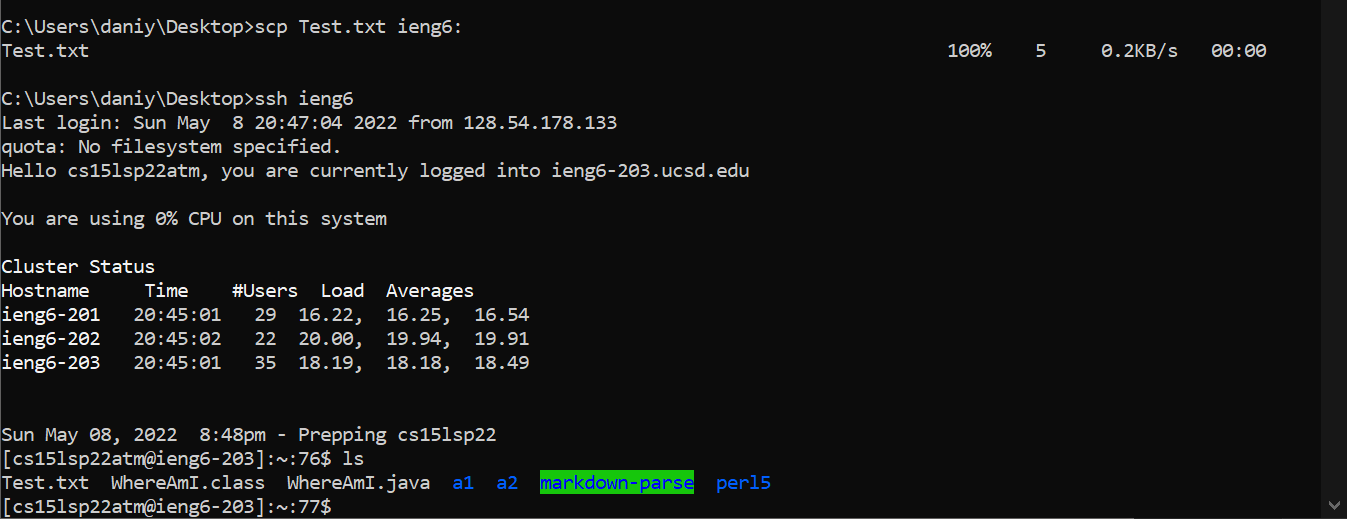 C:\Users\daniy\Desktop>scp Test.txt ieng6:
Test.txt                                                                              100%    5     0.2KB/s   00:00
C:\Users\daniy\Desktop>ssh ieng6
Last login: Sun May  8 20:47:04 2022 from 128.54.178.133
quota: No filesystem specified.
Hello cs15lsp22atm, you are currently logged into ieng6-203.ucsd.edu
You are using 0% CPU on this system
Cluster Status
Hostname     Time    #Users  Load  Averages
ieng6-201   20:45:01   29  16.22,  16.25,  16.54
ieng6-202   20:45:02   22  20.00,  19.94,  19.91
ieng6-203   20:45:01   35  18.19,  18.18,  18.49
Sun May 08, 2022  8:48pm - Prepping cs15lsp22
[cs15lsp22atm@ieng6-203]:~:76$ ls
Test.txt  WhereAmI.class  WhereAmI.java  a1  a2  markdown-parse  perl5
[cs15lsp22atm@ieng6-203]:~:77$